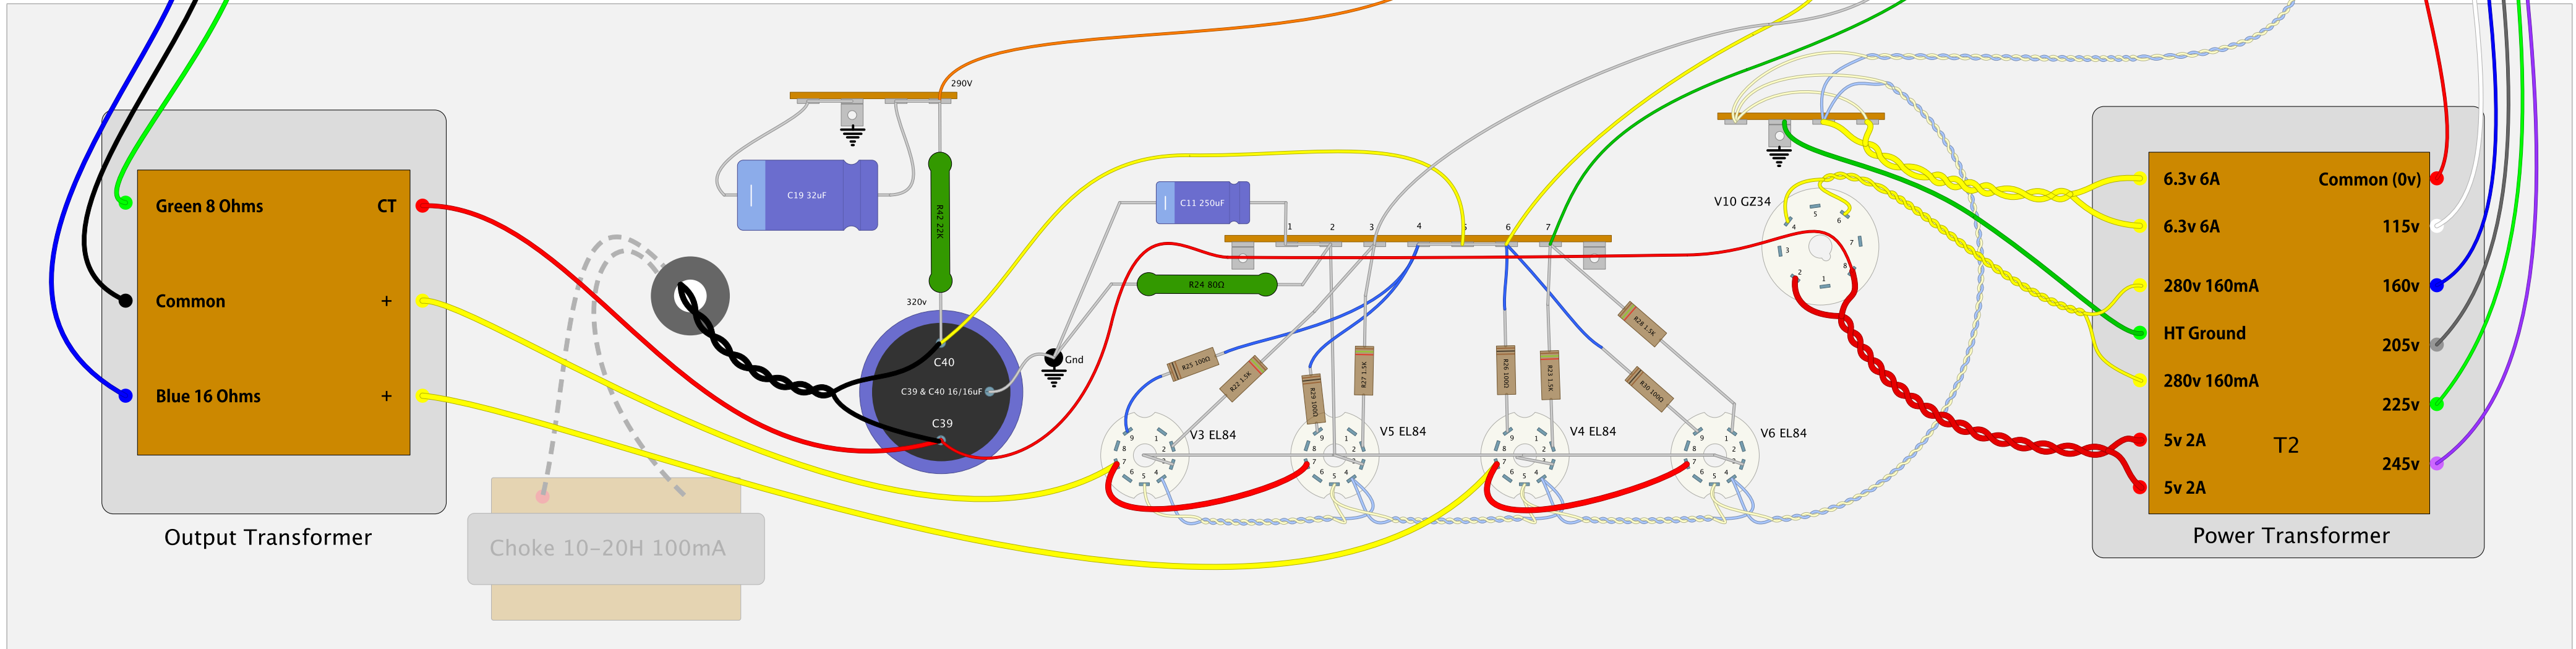 290V
C19 32uF
R42 22K
320v
C40
C39 & C40 16/16uF
C39
Gnd
C11 250uF
R24 80Ω
1 2 3 4 5 6 7
R25 100Ω
R22 1.5K
R29 100Ω
R27 1.5K
R26 100Ω
R23 1.5K
R28 1.5K
R30 100Ω
V3 EL84
V5 EL84
V4 EL84
V6 EL84
V10 GZ34
Green 8 Ohms
CT
Common
+
Blue 16 Ohms
+
Output Transformer
Choke 10-20H 100mA
6.3v 6A
Common (0v)
6.3v 6A
115v
280v 160mA
160v
HT Ground
205v
280v 160mA
225v
5v 2A
T2
245v
5v 2A
Power Transformer